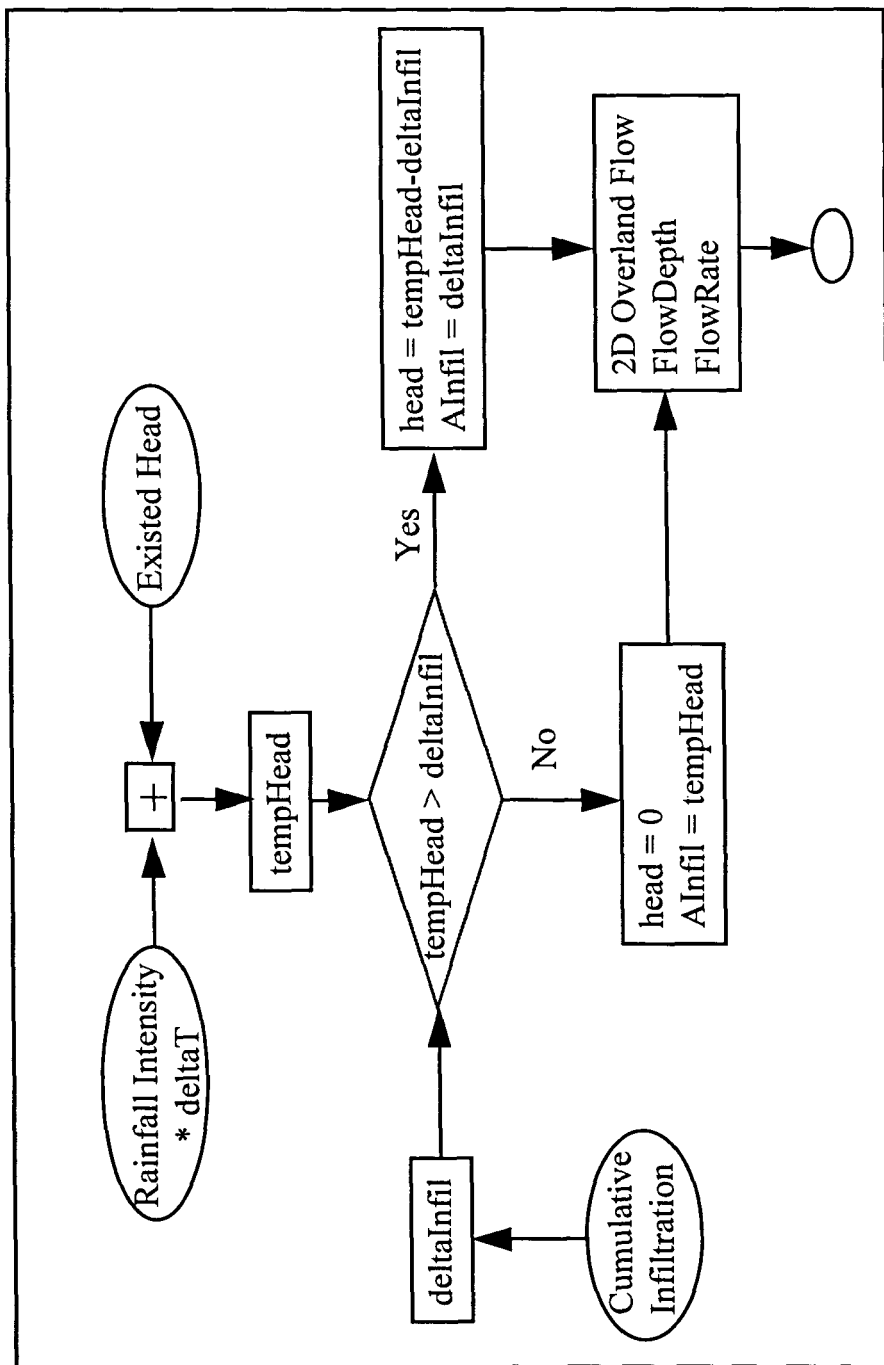 Rainfall Intensity
* deltaT
+
Existed Head
tempHead
Cumulative
Infiltration
deltaInfil
tempHead > deltaInfil
Yes
No
head = tempHead-deltaInfil
AInfil = deltaInfil
head = 0
AInfil = tempHead
2D Overland Flow
FlowDepth
FlowRate